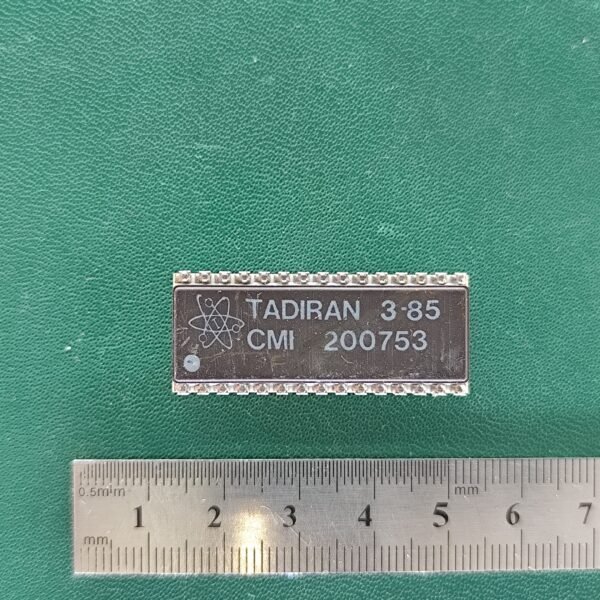 TADIRAN 3-85
CMI 200753
0.5mm mm
1 2 3 4 5 6 7
mm